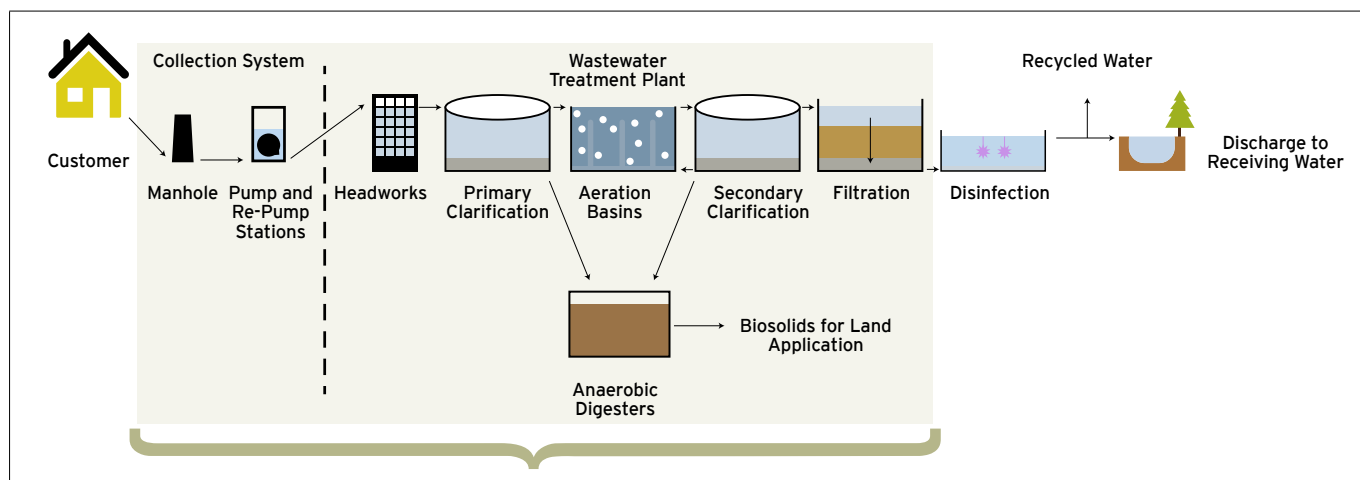 Collection System
Wastewater
Treatment Plant
Recycled Water
Customer
Manhole
Pump and
Re-Pump
Stations
Headworks
Primary
Clarification
Aeration
Basins
Secondary
Clarification
Filtration
Disinfection
Discharge to
Receiving Water
Biosolids for Land
Application
Anaerobic
Digesters